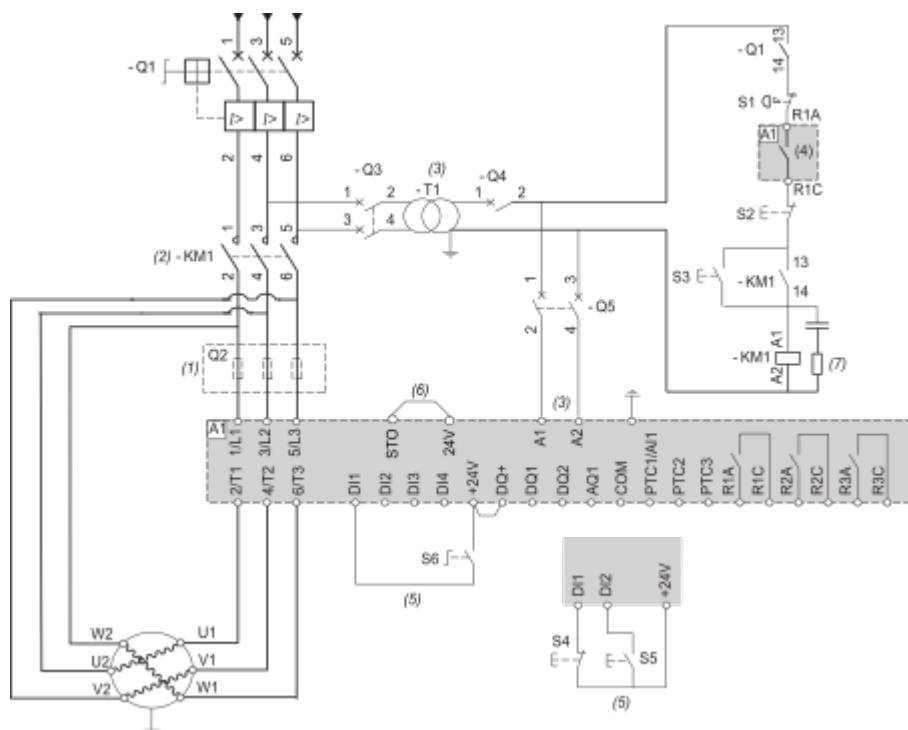 1 3 5
-Q1
I> I> I>
2 4 6
-Q3 (3) -Q4
1 2 -T1 1 2
3 4
1 3 5
(2) -KM1
2 4 6
1 3
-Q5
2 4
13
-Q1
14
S1
R1A
A1 (4)
R1C
S2
S3 13
-KM1
14
A1
-KM1 (7)
A2
(1) Q2
(6) (3)
A1 1/L1 3/L2 5/L3 STO 24V A1 A2
2/T1 4/T2 6/T3 DI1 DI2 DI3 DI4 +24V DQ+ DQ1 DQ2 AQ1 COM PTC1/AI1 PTC2 PTC3 R1A R1C R2A R2C R3A R3C
S6
(5)
DI1 DI2 +24V
S4 S5
(5)
W2 U1
U2 V1
V2 W1